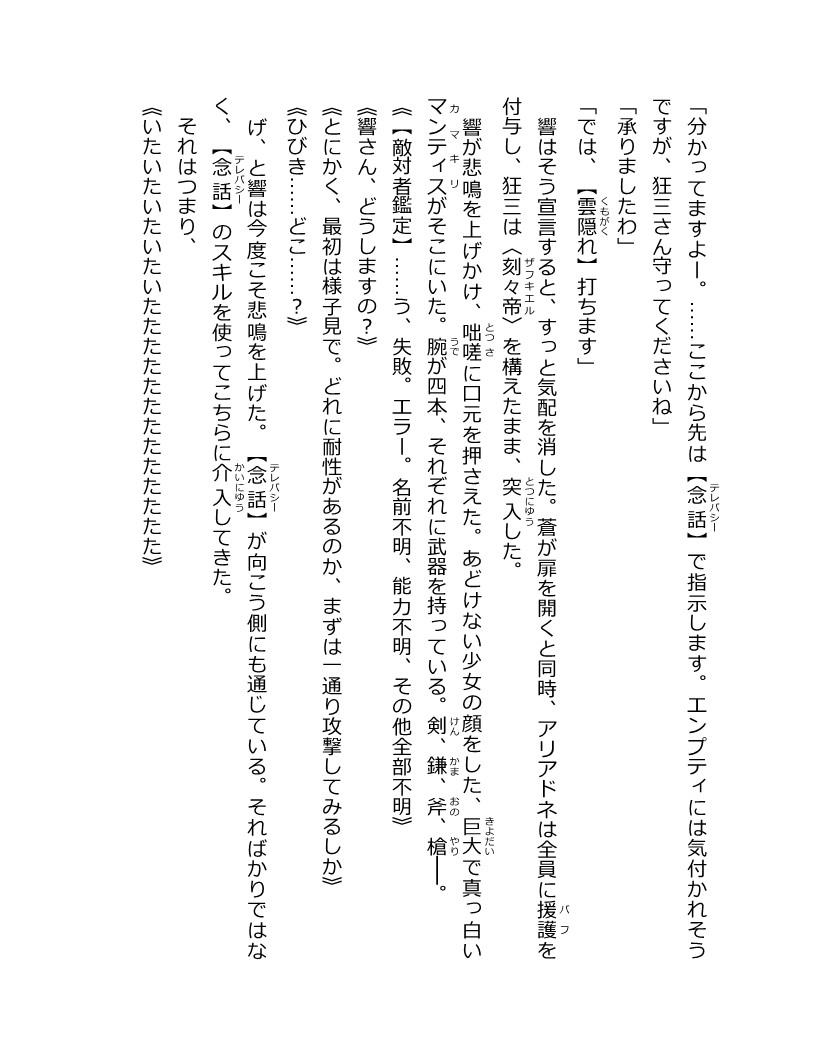 「分かってますよー。……ここから先は【念話】で指示します。エンプティには気付かれそう
ですが、狂三さん守ってくださいね」
「承りましたわ」
「では、【雲隠れ】打ちます」
　響はそう宣言すると、すっと気配を消した。蒼が扉を開くと同時、アリアドネは全員に援護を
付与し、狂三は〈刻々帝〉を構えたまま、突入した。
　響が悲鳴を上げかけ、咄嗟に口元を押さえた。あどけない少女の顔をした、巨大で真っ白い
マンティスがそこにいた。腕が四本、それぞれに武器を持っている。剣、鎌、斧、槍──。
《【敵対者鑑定】……う、失敗。エラー。名前不明、能力不明、その他全部不明》
《響さん、どうしますの？》
《とにかく、最初は様子見で。どれに耐性があるのか、まずは一通り攻撃してみるしか》
《ひびき……どこ……？》
　げ、と響は今度こそ悲鳴を上げた。【念話】が向こう側にも通じている。そればかりではな
く、【念話】のスキルを使ってこちらに介入してきた。
　それはつまり、
《いたいたいたいたいたたたたたたたたたたたたた》